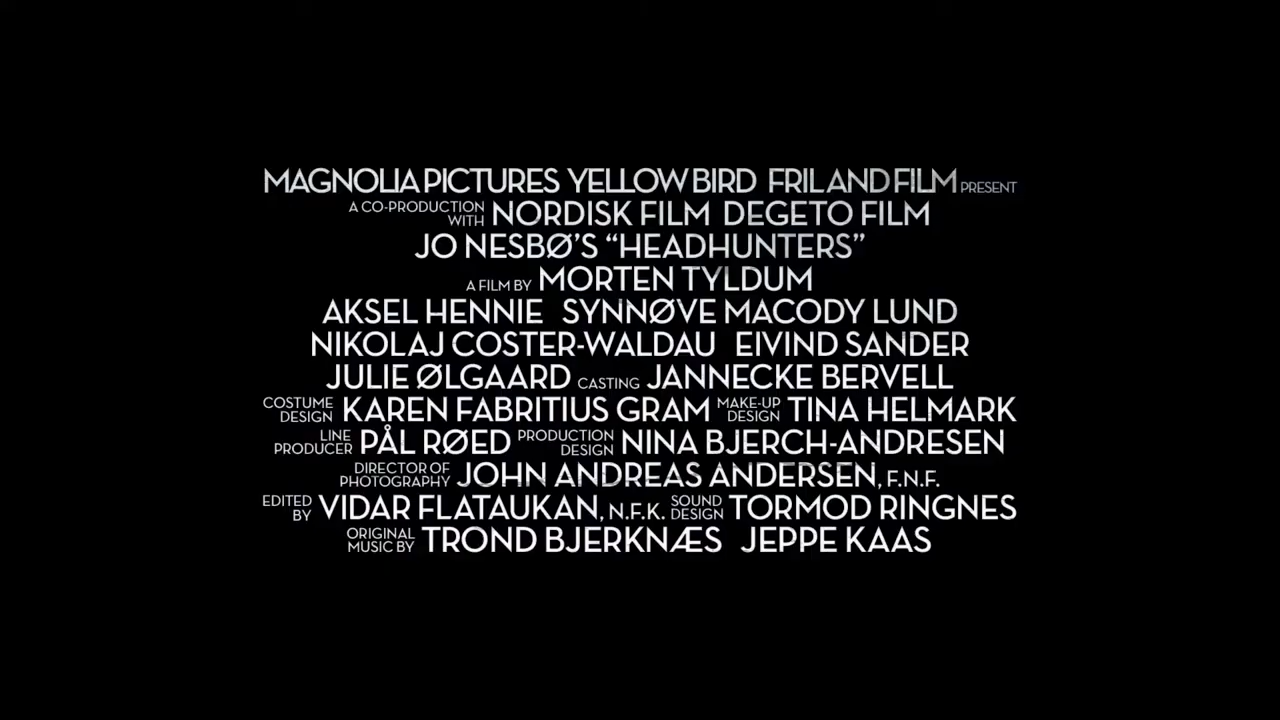 MAGNOLIA PICTURES YELLOW BIRD FRILAND FILM PRESENT
A CO-PRODUCTION WITH NORDISK FILM DEGETO FILM
JO NESBØ'S “HEADHUNTERS”
A FILM BY MORTEN TYLDUM
AKSEL HENNIE SYNNØVE MACODY LUND
NIKOLAJ COSTER-WALDAU EIVIND SANDER
JULIE ØLGAARD CASTING JANNECKE BERVELL
COSTUME DESIGN KAREN FABRITIUS GRAM MAKE-UP DESIGN TINA HELMARK
LINE PRODUCER PÅL RØED PRODUCTION DESIGN NINA BJERCH-ANDRESEN
DIRECTOR OF PHOTOGRAPHY JOHN ANDREAS ANDERSEN, F.N.F.
EDITED BY VIDAR FLATAUKAN, N.F.K. SOUND DESIGN TORMOD RINGNES
ORIGINAL MUSIC BY TROND BJERKNÆS JEPPE KAAS